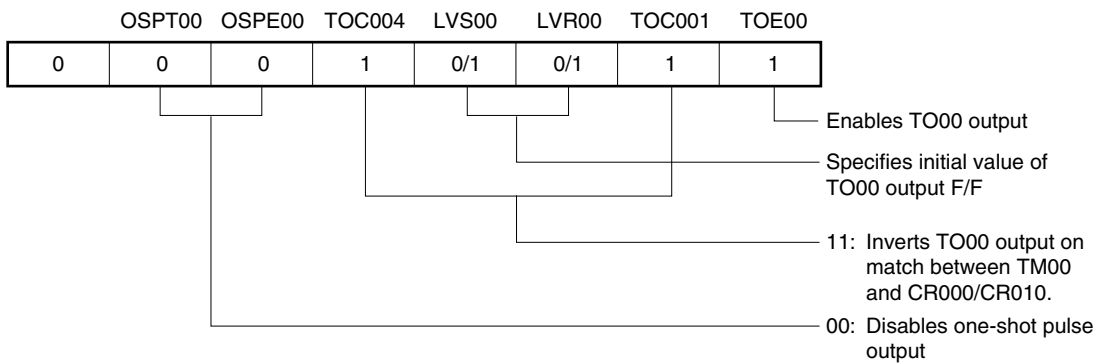 OSPT00 OSPE00 TOC004 LVS00 LVR00 TOC001 TOE00
0 0 0 1 0/1 0/1 1 1
Enables TO00 output
Specifies initial value of
TO00 output F/F
11: Inverts TO00 output on
match between TM00
and CR000/CR010.
00: Disables one-shot pulse
output